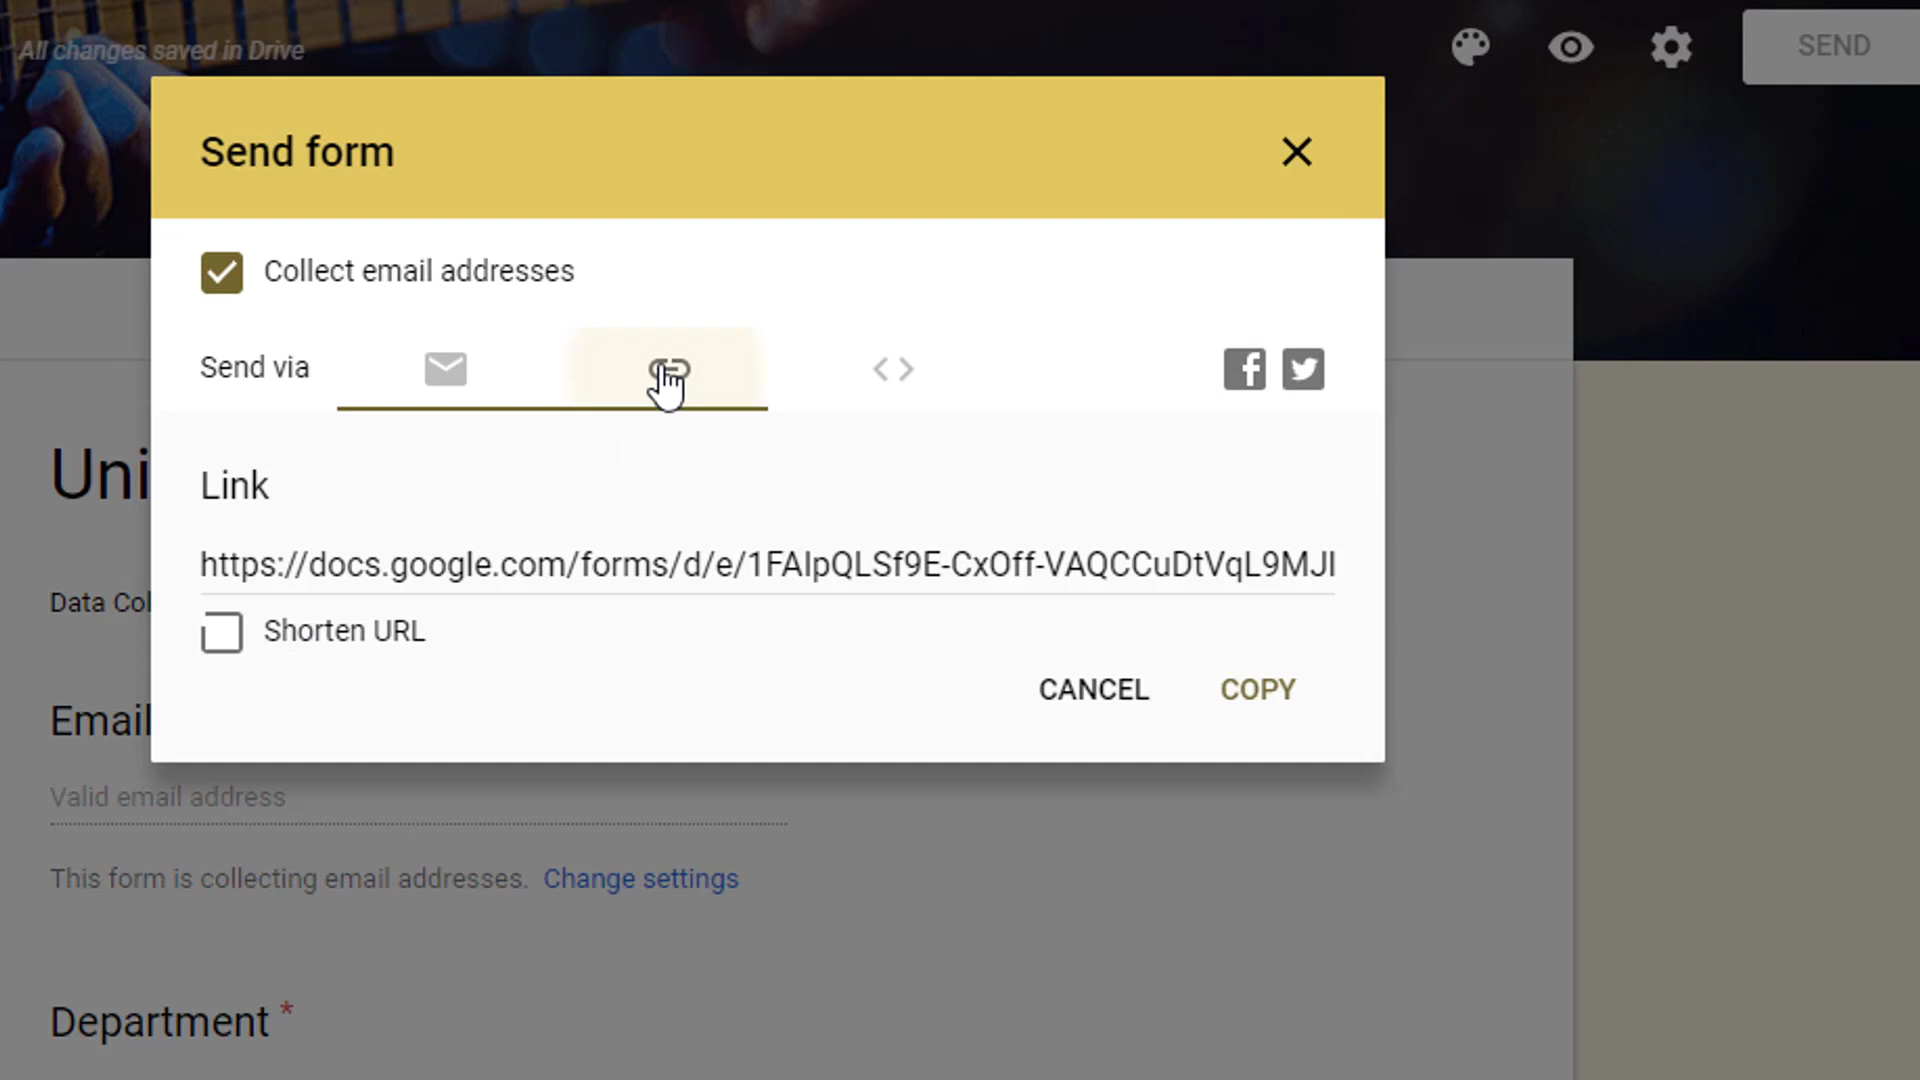 All changes saved in Drive
SEND
Send form
Collect email addresses
Send via
Link
https://docs.google.com/forms/d/e/1FAIpQLSf9E-CxOff-VAQCCuDtVqL9MJI
Shorten URL
CANCEL
COPY
Uni
Data Col
Email
Valid email address
This form is collecting email addresses. Change settings
Department *